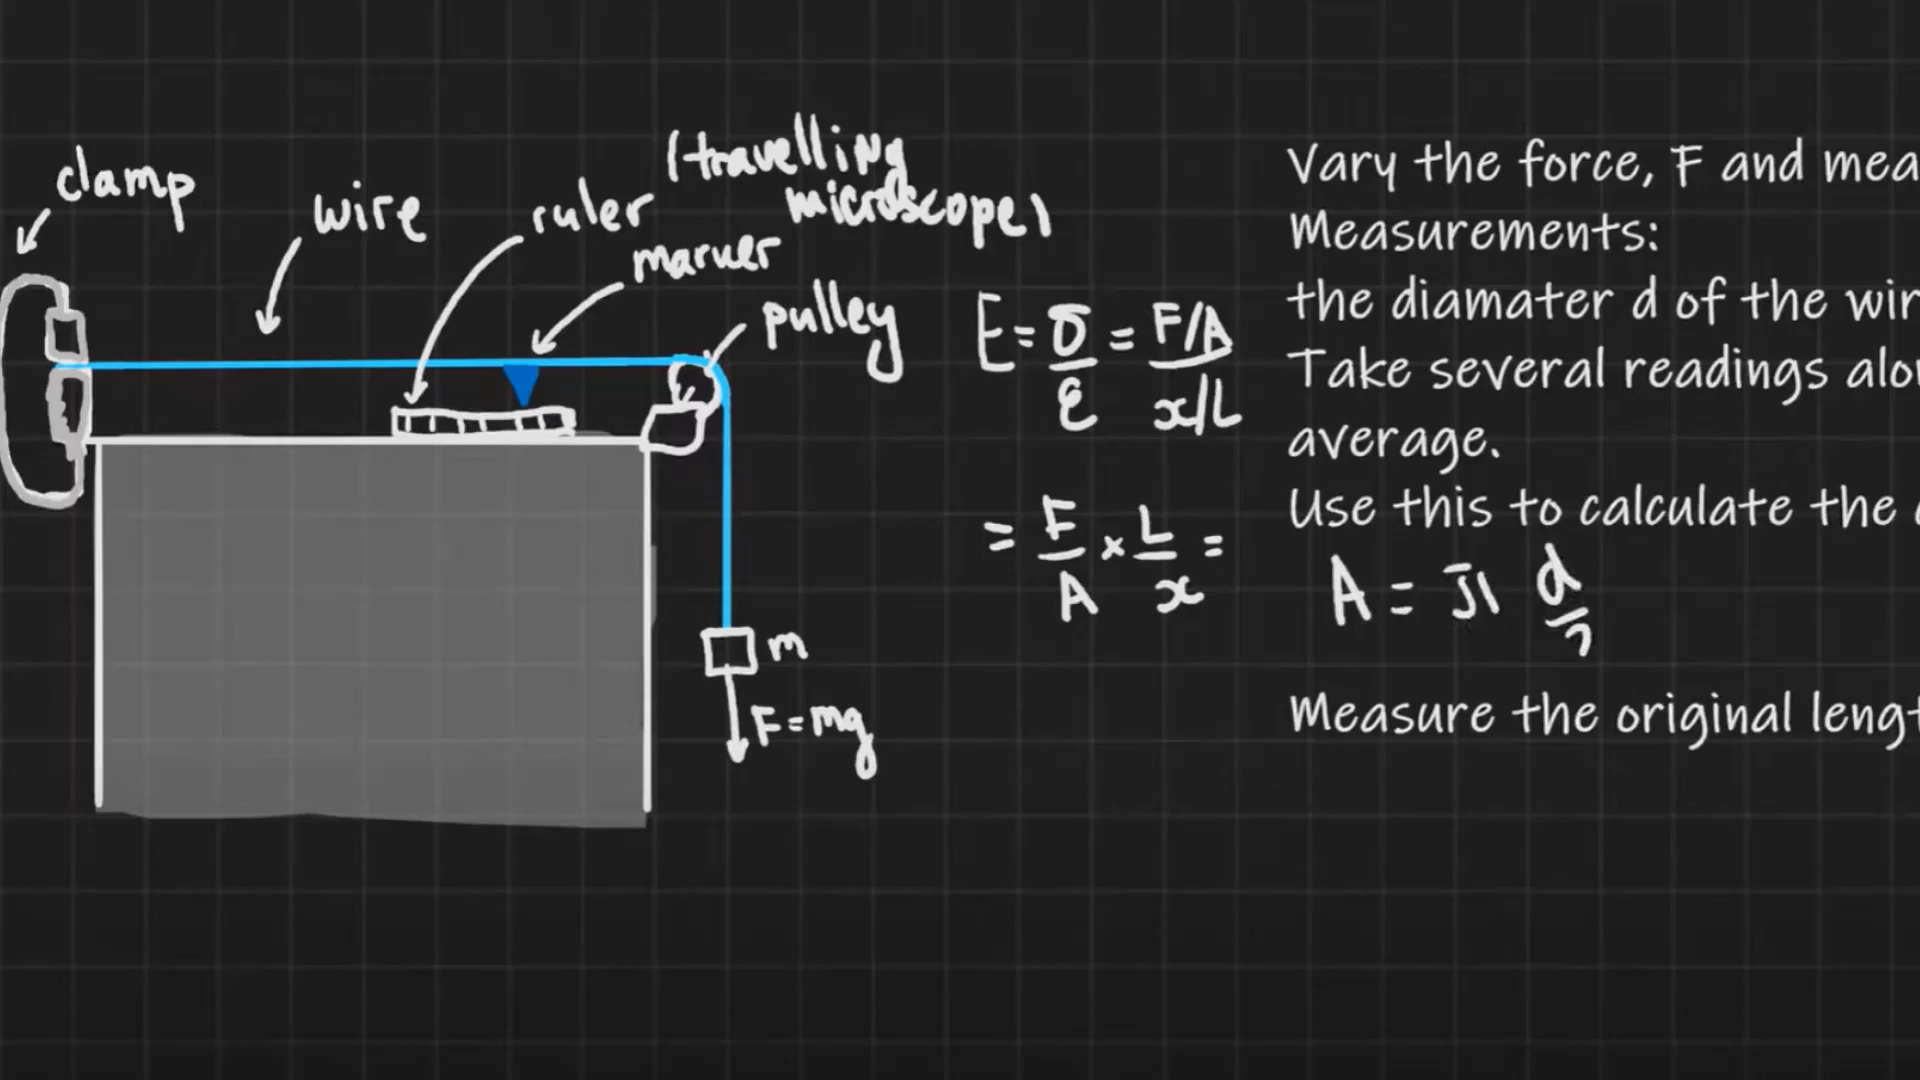 clamp
wire
ruler
(travelling
microscope)
marker
pulley
m
F = mg
E = σ/ε = F/A / x/L
= F/A × L/x =
Vary the force, F and mea
Measurements:
the diamater d of the wir
Take several readings alon
average.
Use this to calculate the
A = π d/2
Measure the original lengt